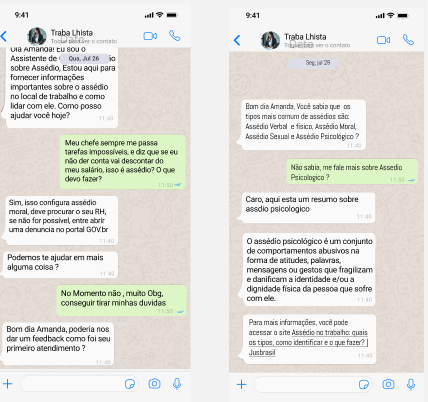 9:41
Traba Lhista
Toque para ver o contato
Olá Amanda! Eu sou o
Qua, Jul 26
Assistente de
sobre Assédio, Estou aqui para
fornecer informações
importantes sobre o assédio
no local de trabalho e como
lidar com ele. Como posso
ajudar você hoje?
11:40
Meu chefe sempre me passa
tarefas impossíveis, e diz que se eu
não der conta vai descontar do
meu salário, isso é assédio? O que
devo fazer?
11:50
Sim, isso configura assédio
moral, deve procurar o seu RH,
se não for possível, entre abrir
uma denuncia no portal GOV.br
11:40
Podemos te ajudar em mais
alguma coisa ?
11:40
No Momento não , muito Obg,
conseguir tirar minhas duvidas
11:50
Bom dia Amanda, poderia nos
dar um feedback como foi seu
primeiro atendimento ?
11:40
9:41
Traba Lhista
ver o contato
Seg, jul 29
Bom dia Amanda, Você sabia que os
tipos mais comum de assédios são:
Assédio Verbal e físico, Assédio Moral,
Assédio Sexual e Assédio Psicológico ?
11:40
Não sabia, me fale mais sobre Assedio
Psicologico ?
11:50
Caro, aqui esta um resumo sobre
assdio psicologico
11:40
O assédio psicológico é um conjunto
de comportamentos abusivos na
forma de atitudes, palavras,
mensagens ou gestos que fragilizam
e danificam a identidade e/ou a
dignidade física da pessoa que sofre
com ele.
11:40
Para mais informações, você pode
acessar o site Assédio no trabalho: quais
os tipos, como identificar e o que fazer? |
Jusbrasil
11:40